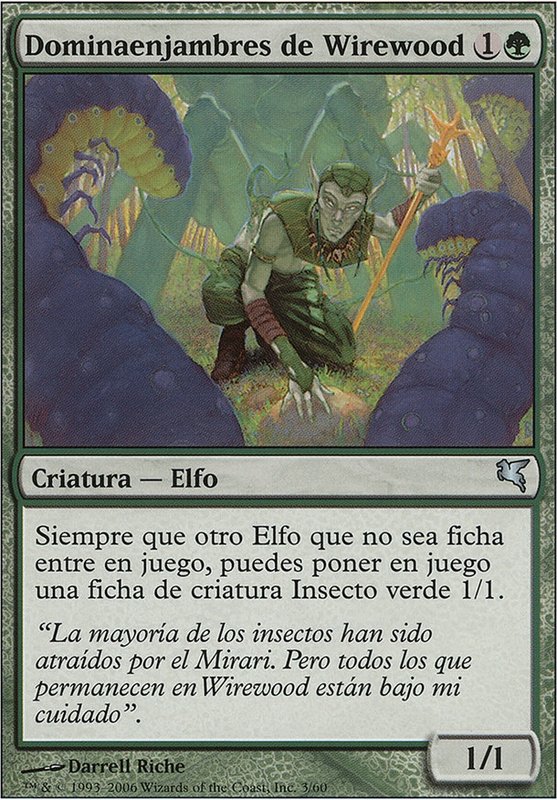 Dominaenjambres de Wirewood 1
Criatura — Elfo
Siempre que otro Elfo que no sea ficha
entre en juego, puedes poner en juego
una ficha de criatura Insecto verde 1/1.
“La mayoría de los insectos han sido
atraídos por el Mirari. Pero todos los que
permanecen en Wirewood están bajo mi
cuidado”.
1/1
Darrell Riche
™ & © 1993-2006 Wizards of the Coast, Inc. 3/60